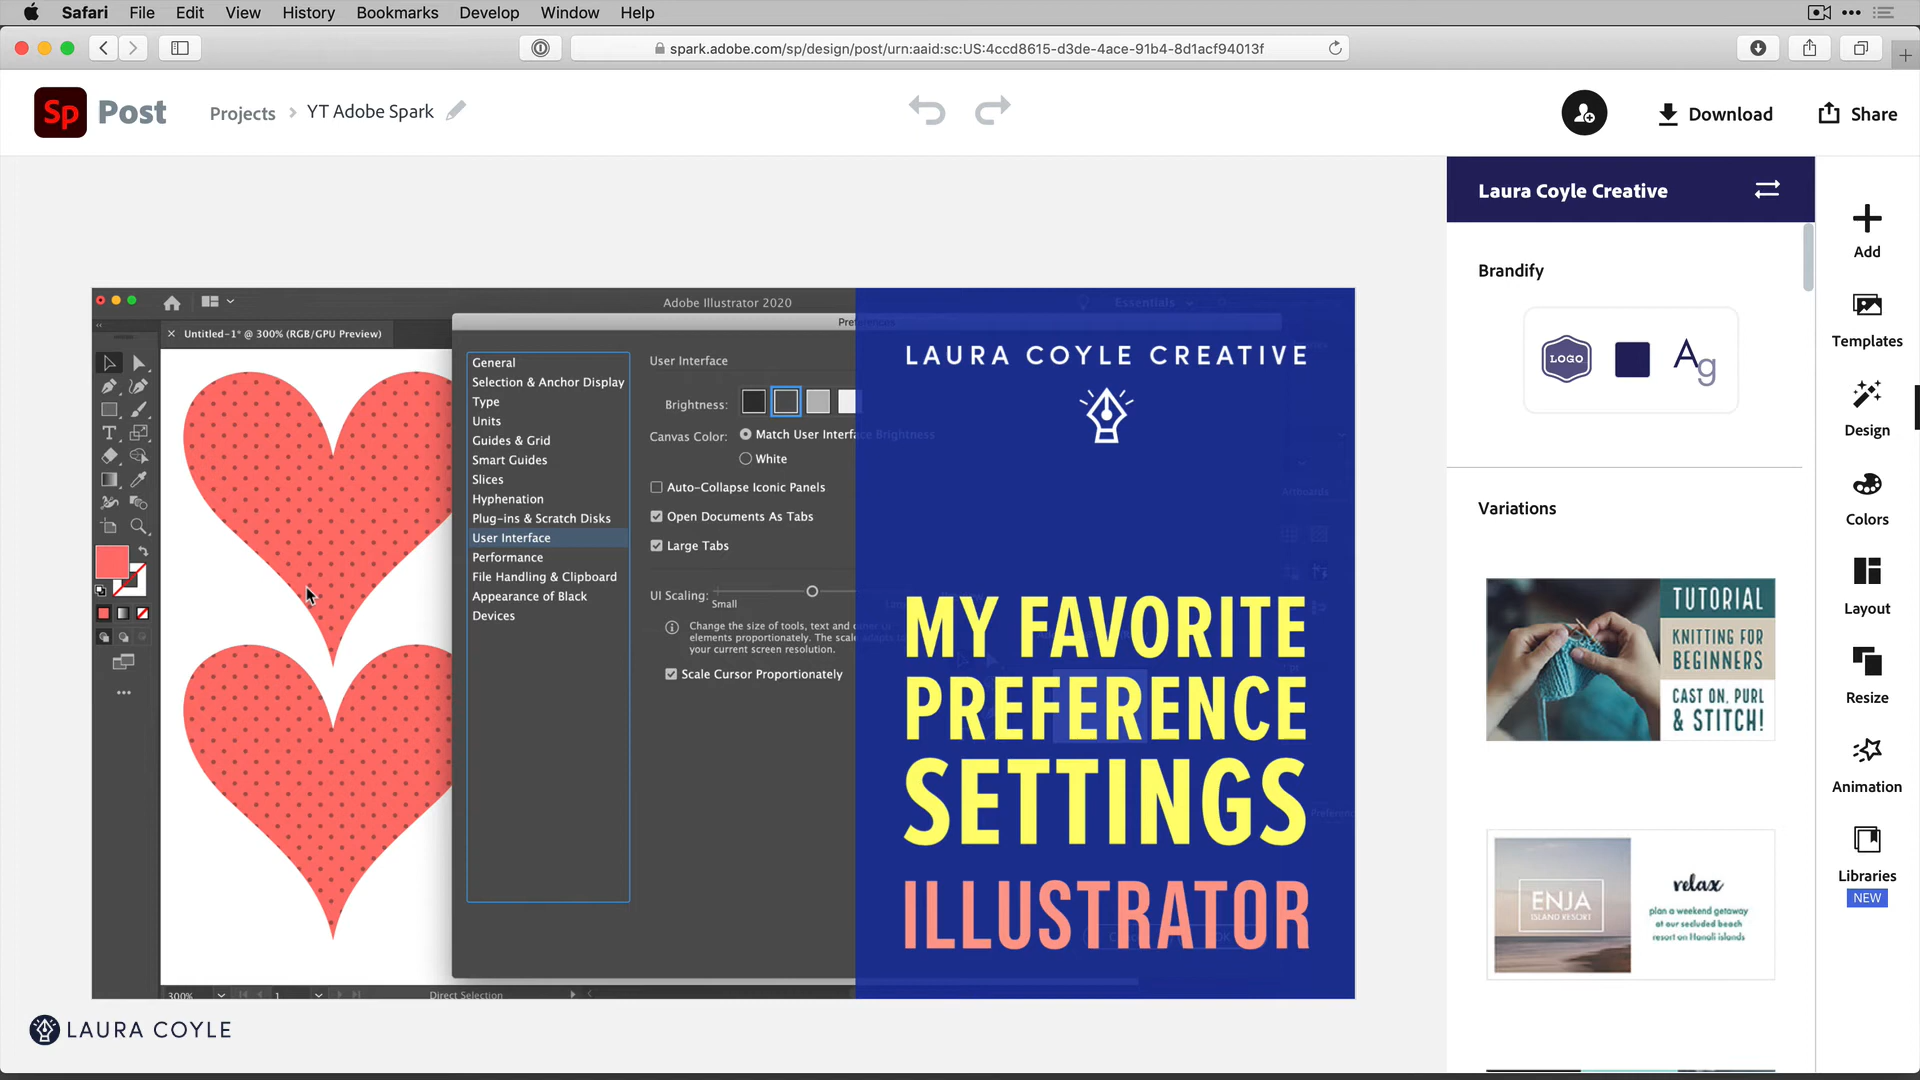 Safari File Edit View History Bookmarks Develop Window Help
spark.adobe.com/sp/design/post/urn:aaid:sc:US:4ccd8615-d3de-4ace-91b4-8d1acf94013f
Sp Post Projects > YT Adobe Spark
Download Share
Laura Coyle Creative
Brandify
LOGO
Ag
Variations
TUTORIAL
KNITTING FOR
BEGINNERS
CAST ON, PURL
& STITCH!
ENJA
ISLAND RESORT
relax
plan a weekend getaway
at our secluded beach
resort on Hanali islands
Add
Templates
Design
Colors
Layout
Resize
Animation
Libraries
NEW
Adobe Illustrator 2020
Essentials
Untitled-1* @ 300% (RGB/GPU Preview)
Preferences
General
Selection & Anchor Display
Type
Units
Guides & Grid
Smart Guides
Slices
Hyphenation
Plug-ins & Scratch Disks
User Interface
Performance
File Handling & Clipboard
Appearance of Black
Devices
User Interface
Brightness:
Canvas Color: Match User Interface Brightness
White
Auto-Collapse Iconic Panels
Open Documents As Tabs
Large Tabs
UI Scaling:
Small
Change the size of tools, text and other UI
elements proportionately. The scale adapts
your current screen resolution.
Scale Cursor Proportionately
Artboards
LAURA COYLE CREATIVE
MY FAVORITE
PREFERENCE
SETTINGS
ILLUSTRATOR
300% 1 Direct Selection
LAURA COYLE